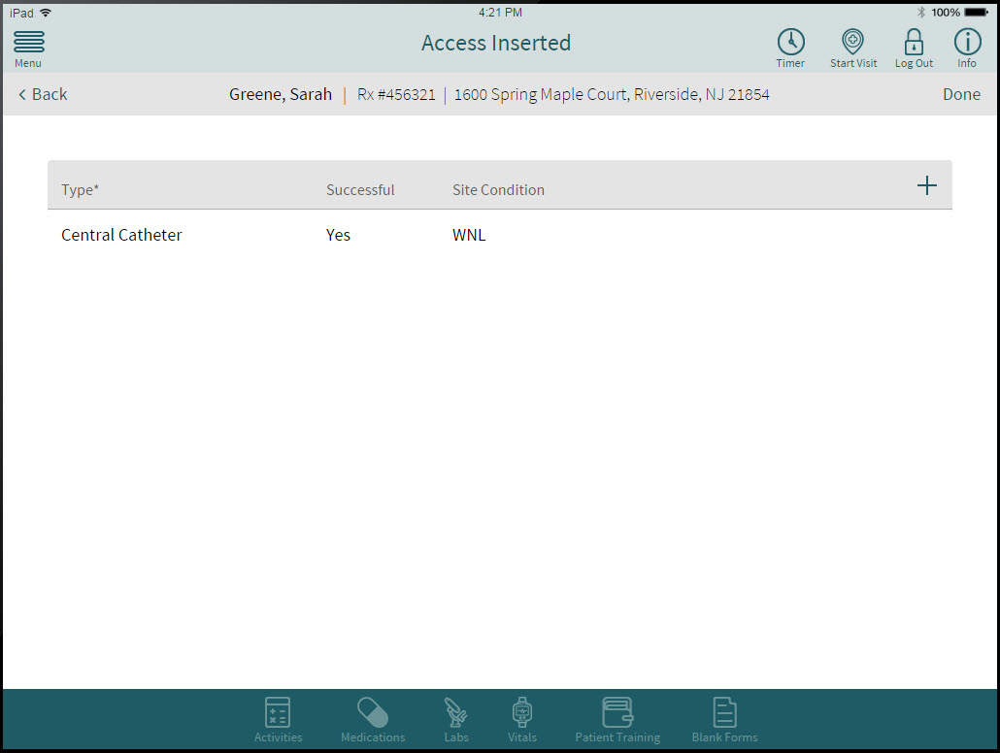 iPad 4:21 PM 100%
Access Inserted
Menu Timer Start Visit Log Out Info
< Back Greene, Sarah | Rx #456321 | 1600 Spring Maple Court, Riverside, NJ 21854 Done
Type* Successful Site Condition +
Central Catheter Yes WNL
Activities Medications Labs Vitals Patient Training Blank Forms